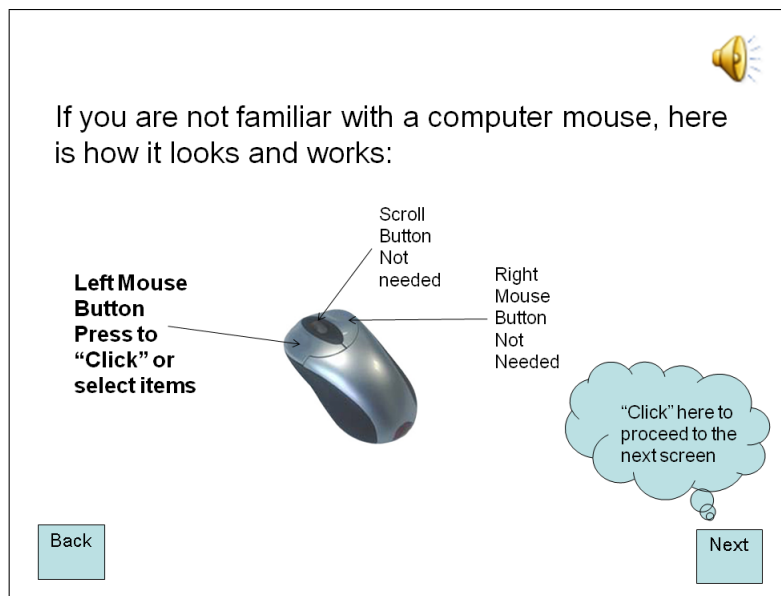 If you are not familiar with a computer mouse, here
is how it looks and works:
Scroll
Button
Not
needed
Left Mouse
Button
Press to
“Click” or
select items
Right
Mouse
Button
Not
Needed
“Click” here to
proceed to the
next screen
Back
Next